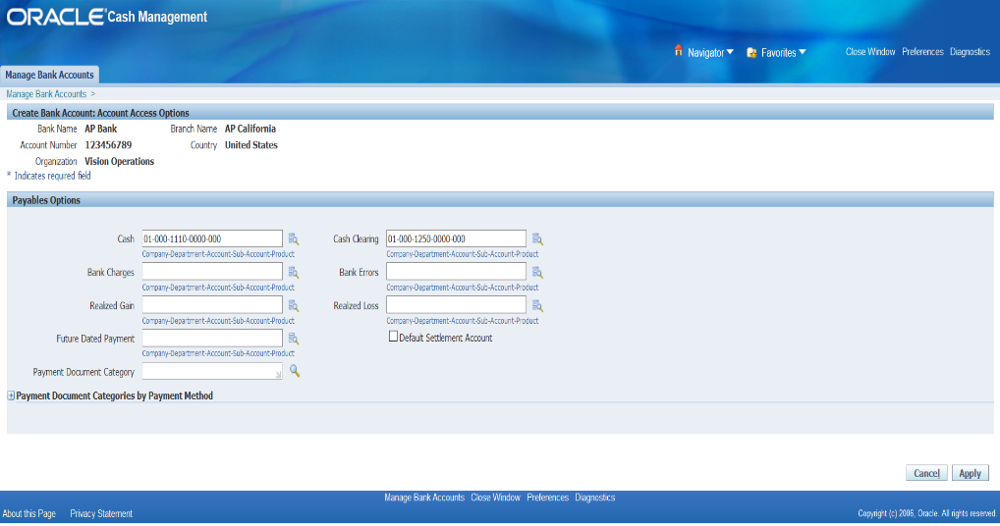 ORACLE Cash Management
Navigator Favorites Close Window Preferences Diagnostics
Manage Bank Accounts
Manage Bank Accounts >
Create Bank Account: Account Access Options
Bank Name AP Bank Branch Name AP California
Account Number 123456789 Country United States
Organization Vision Operations
* Indicates required field
Payables Options
Cash 01-000-1110-0000-000 Cash Clearing 01-000-1250-0000-000
Company-Department-Account-Sub-Account-Product Company-Department-Account-Sub-Account-Product
Bank Charges Bank Errors
Company-Department-Account-Sub-Account-Product Company-Department-Account-Sub-Account-Product
Realized Gain Realized Loss
Company-Department-Account-Sub-Account-Product Company-Department-Account-Sub-Account-Product
Future Dated Payment Default Settlement Account
Company-Department-Account-Sub-Account-Product
Payment Document Category
Payment Document Categories by Payment Method
Cancel Apply
Manage Bank Accounts Close Window Preferences Diagnostics
About this Page Privacy Statement Copyright (c) 2006, Oracle. All rights reserved.